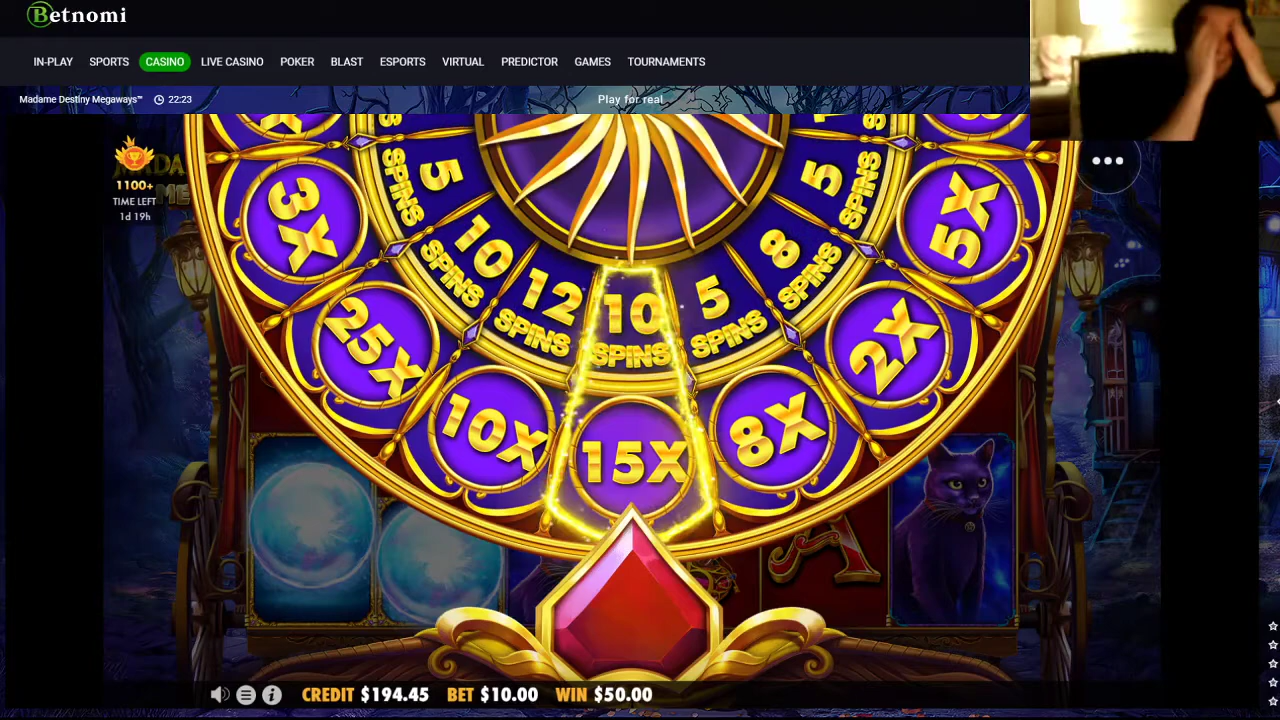 Betnomi
IN-PLAY SPORTS CASINO LIVE CASINO POKER BLAST ESPORTS VIRTUAL PREDICTOR GAMES TOURNAMENTS
Madame Destiny Megaways™ 22:23
Play for real
1100+
TIME LEFT
1d 19h
5 SPINS
10 SPINS
12 SPINS
10 SPINS
5 SPINS
8 SPINS
5 SPINS
3X
25X
10X
15X
8X
2X
5X
A
CREDIT $194.45 BET $10.00 WIN $50.00